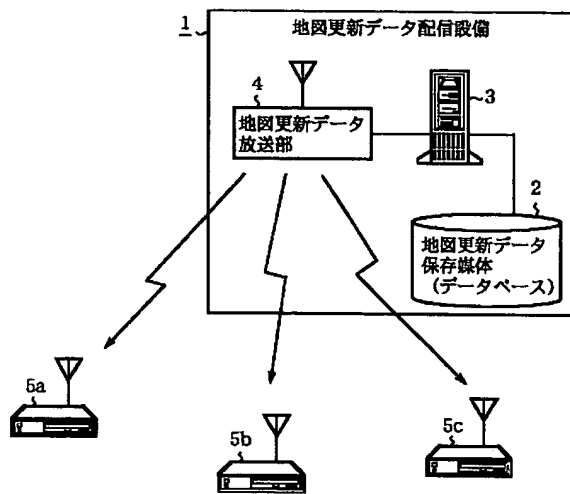 1
地図更新データ配信設備
4
地図更新データ
放送部
3
2
地図更新データ
保存媒体
(データベース)
5a
5b
5c